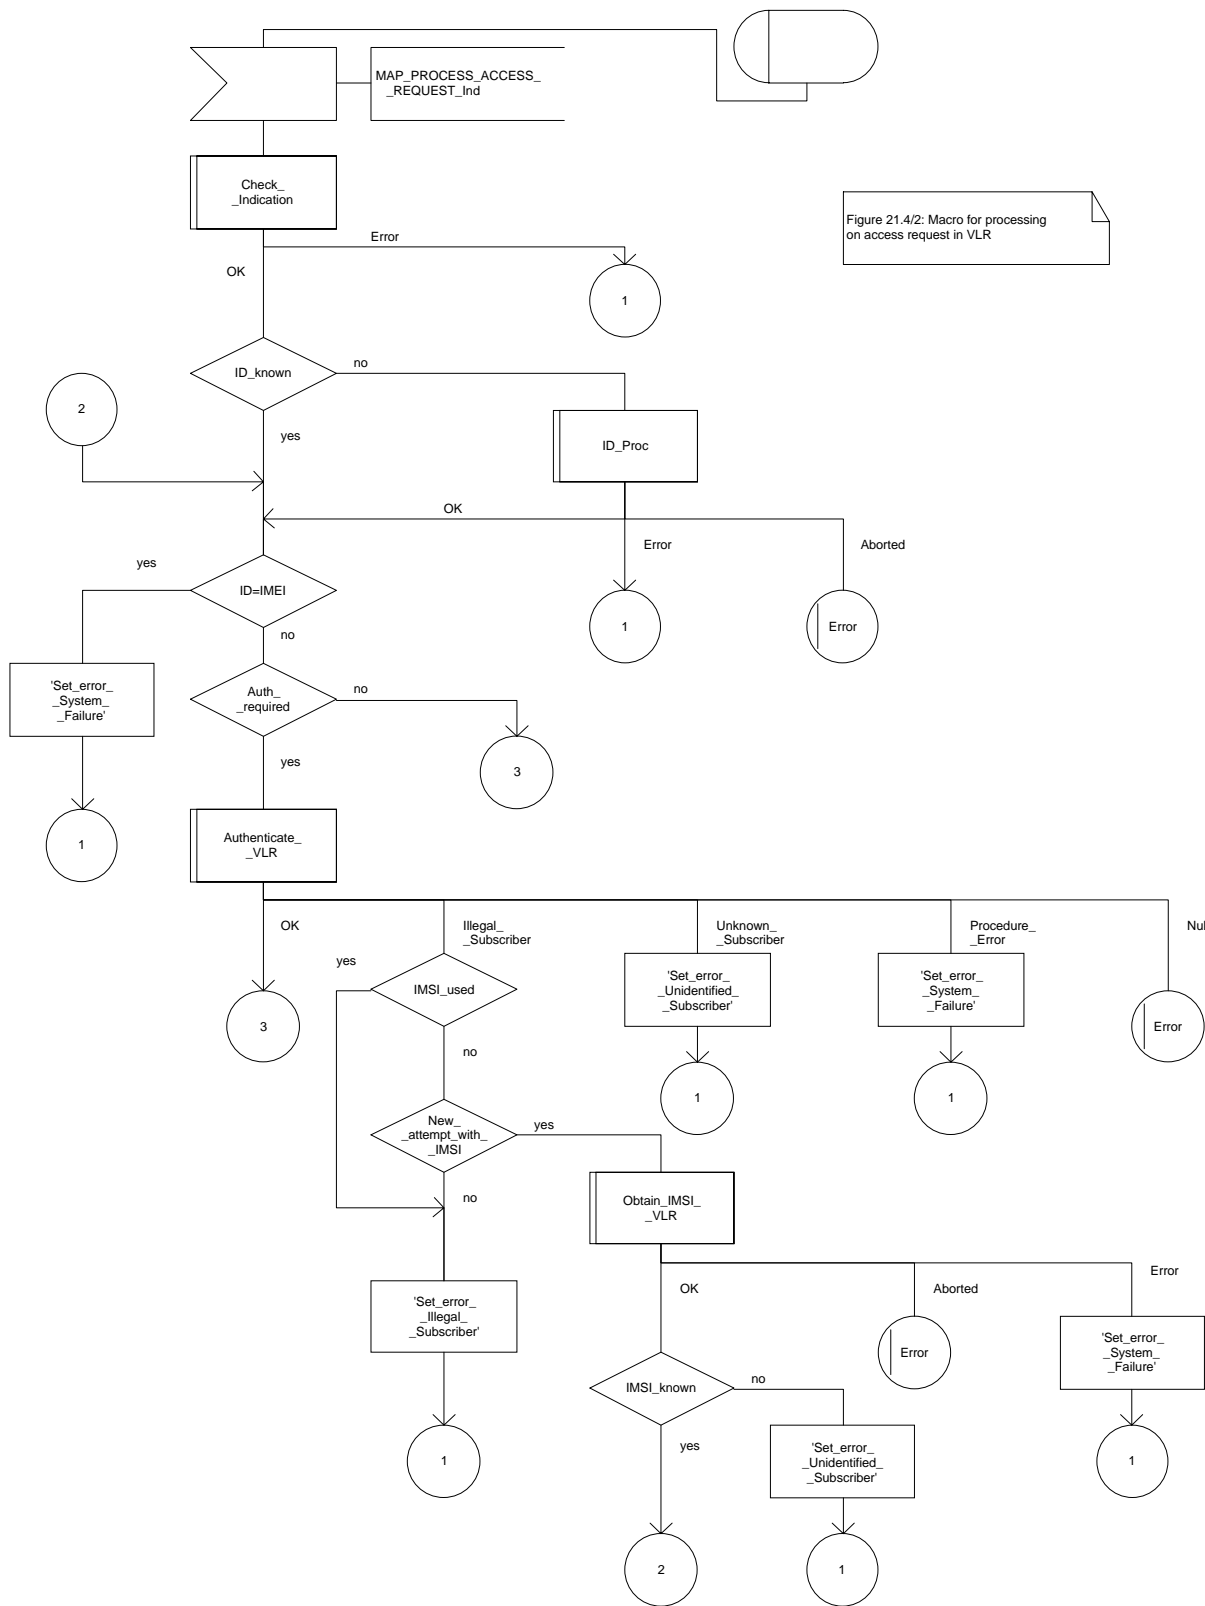 MAP_PROCESS_ACCESS_
_REQUEST_Ind
Check_
_Indication
Figure 21.4/2: Macro for processing
on access request in VLR
Error
OK
1
ID_known
no
2
yes
ID_Proc
OK
Error
Aborted
yes
ID=IMEI
1
Error
no
'Set_error_
_System_
_Failure'
Auth_
_required
no
3
yes
1
Authenticate_
_VLR
OK
Illegal_
_Subscriber
Unknown_
_Subscriber
Procedure_
_Error
Nul
yes
IMSI_used
'Set_error_
_Unidentified_
_Subscriber'
'Set_error_
_System_
_Failure'
3
Error
no
1
1
New_
_attempt_with_
_IMSI
yes
no
Obtain_IMSI_
_VLR
OK
Aborted
Error
'Set_error_
_Illegal_
_Subscriber'
Error
'Set_error_
_System_
_Failure'
IMSI_known
no
yes
1
'Set_error_
_Unidentified_
_Subscriber'
1
2
1